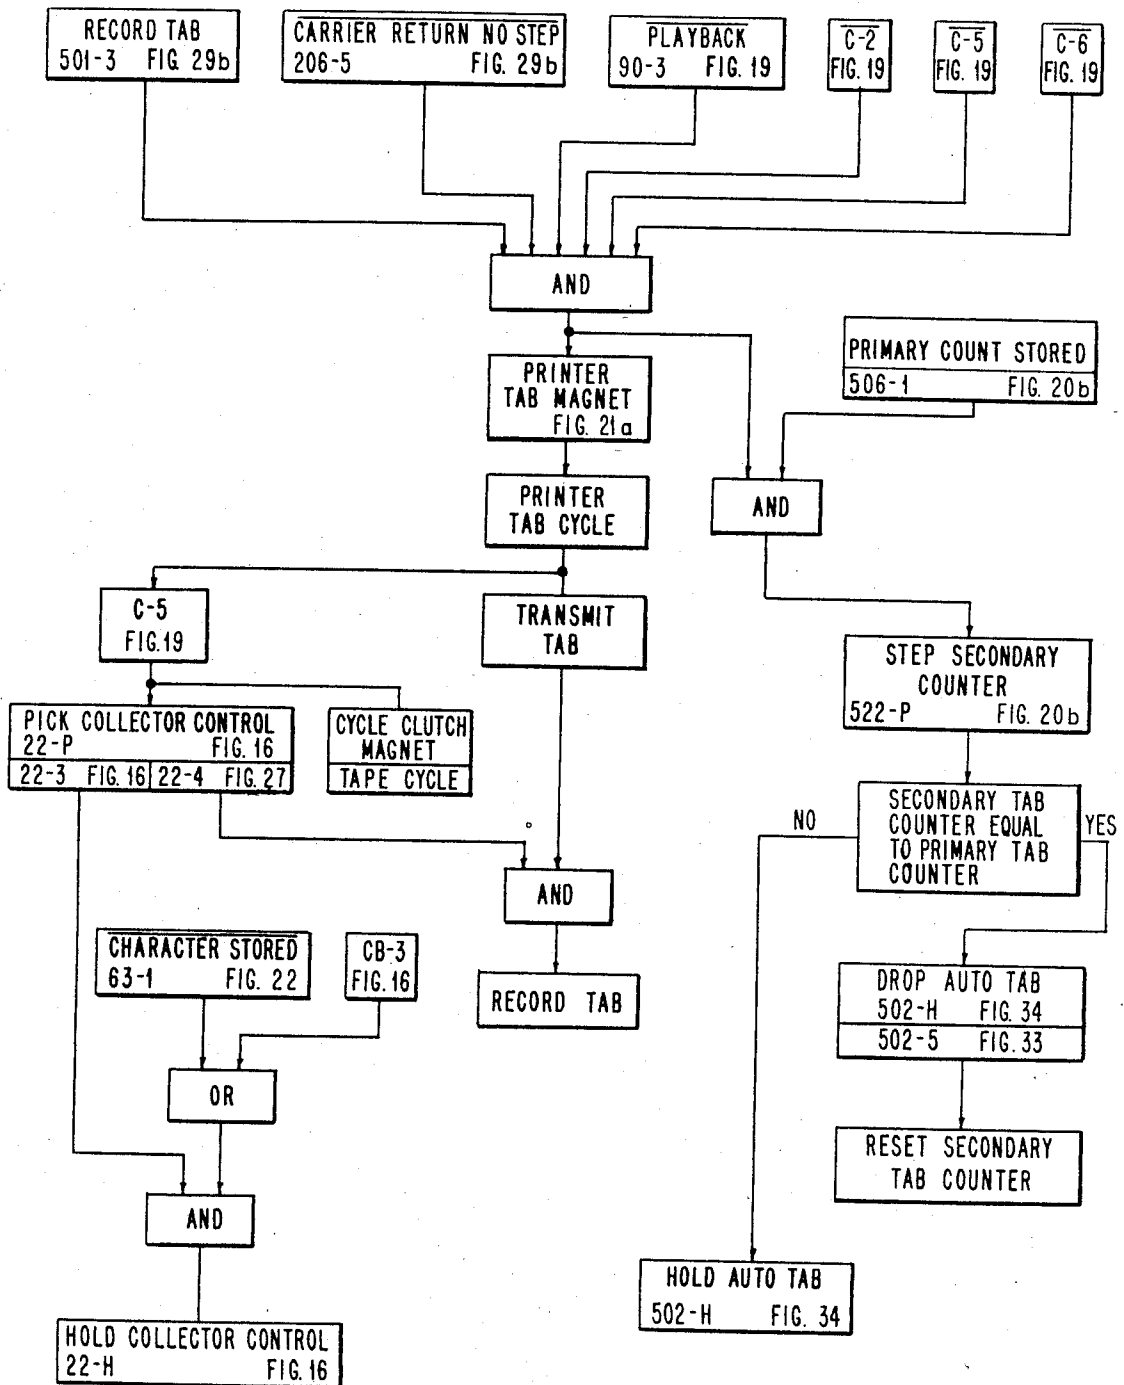 RECORD TAB
501-3 FIG. 29b
CARRIER RETURN NO STEP
206-5 FIG. 29b
PLAYBACK
90-3 FIG. 19
C-2
FIG. 19
C-5
FIG. 19
C-6
FIG. 19
AND
PRINTER
TAB MAGNET
FIG. 21a
PRIMARY COUNT STORED
506-1 FIG. 20b
PRINTER
TAB CYCLE
AND
C-5
FIG. 19
TRANSMIT
TAB
STEP SECONDARY
COUNTER
522-P FIG. 20b
PICK COLLECTOR CONTROL
22-P FIG. 16
22-3 FIG. 16 22-4 FIG. 27
CYCLE CLUTCH
MAGNET
TAPE CYCLE
NO
SECONDARY TAB
COUNTER EQUAL
TO PRIMARY TAB
COUNTER
YES
AND
CHARACTER STORED
63-1 FIG. 22
CB-3
FIG. 16
RECORD TAB
DROP AUTO TAB
502-H FIG. 34
502-5 FIG. 33
OR
RESET SECONDARY
TAB COUNTER
AND
HOLD AUTO TAB
502-H FIG. 34
HOLD COLLECTOR CONTROL
22-H FIG. 16